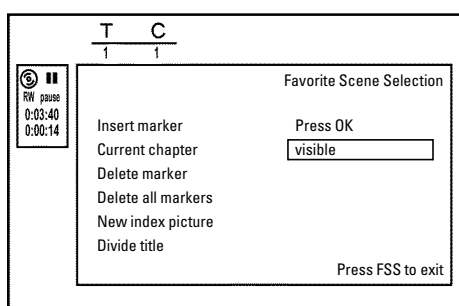 T C
1 1
RW pause
0:03:40
0:00:14
Favorite Scene Selection
Insert marker Press OK
Current chapter visible
Delete marker
Delete all markers
New index picture
Divide title
Press FSS to exit